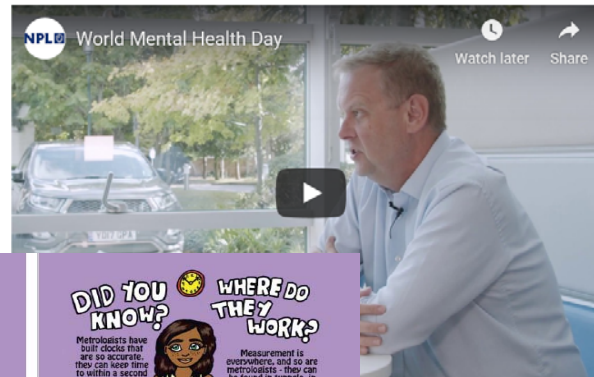 NPL World Mental Health Day
Watch later
Share
DID YOU
KNOW?
Metrologists have
built clocks that
are so accurate,
they can keep time
to within a second
WHERE DO
THEY
WORK?
Measurement is
everywhere, and so are
metrologists - they can